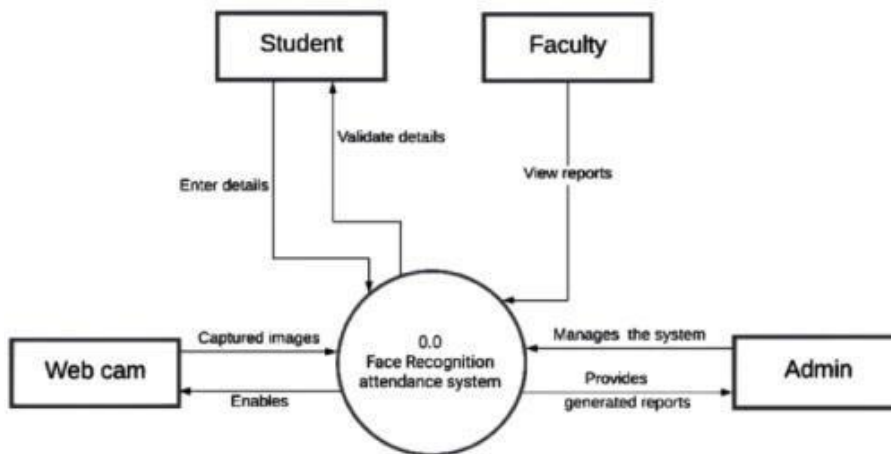 Student
Faculty
Validate details
Enter details
View reports
Captured images
0.0
Face Recognition
attendance system
Manages the system
Web cam
Admin
Enables
Provides
generated reports